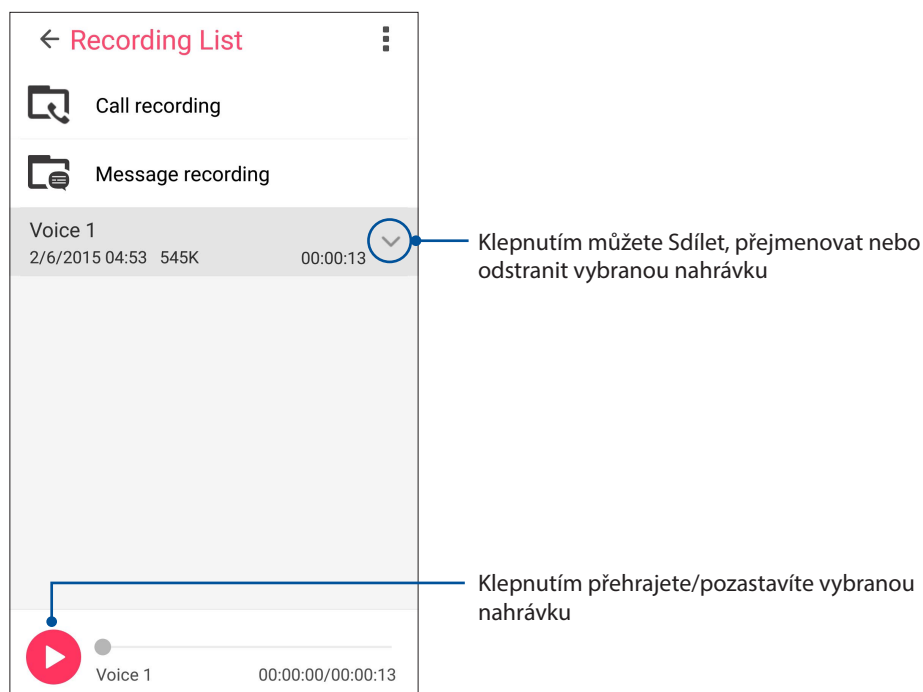 Recording List
Call recording
Message recording
Voice 1
2/6/2015 04:53 545K 00:00:13
Klepnutím můžete Sdílet, přejmenovat nebo
odstranit vybranou nahrávku
Klepnutím přehrajete/pozastavíte vybranou
nahrávku
Voice 1 00:00:00/00:00:13